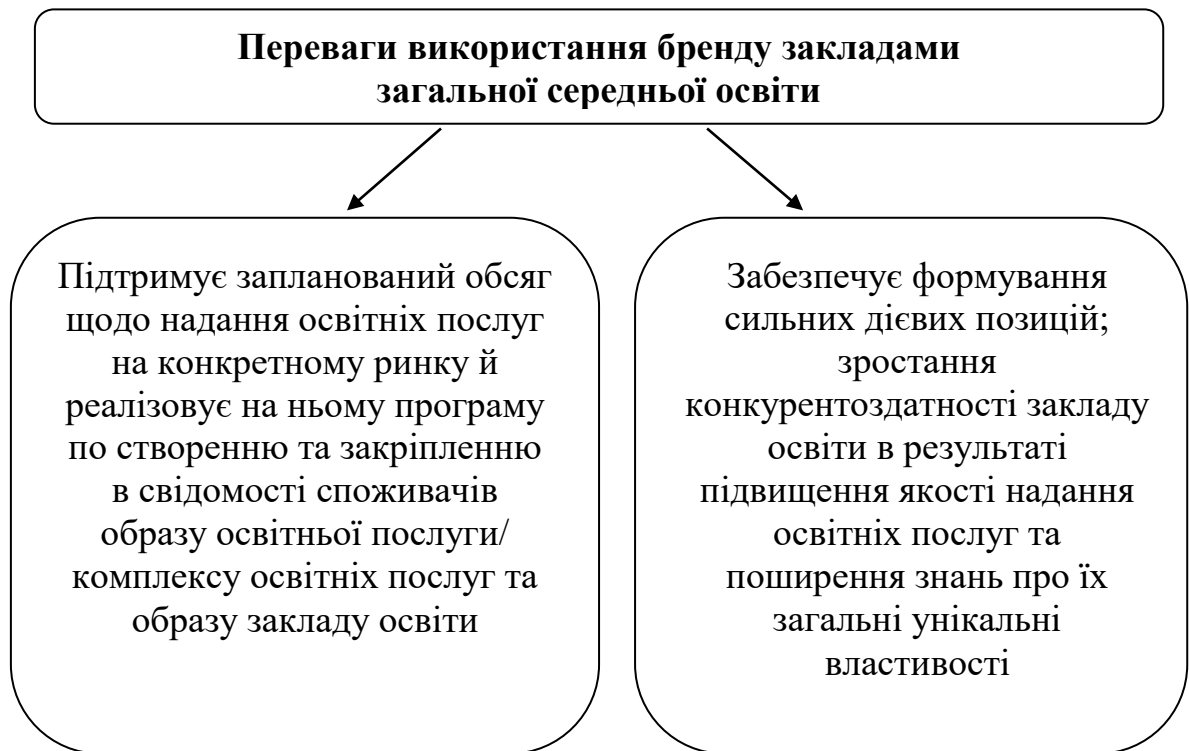 Переваги використання бренду закладами
загальної середньої освіти
Підтримує запланований обсяг
щодо надання освітніх послуг
на конкретному ринку й
реалізовує на ньому програму
по створенню та закріпленню
в свідомості споживачів
образу освітньої послуги/
комплексу освітніх послуг та
образу закладу освіти
Забезпечує формування
сильних дієвих позицій;
зростання
конкурентоздатності закладу
освіти в результаті
підвищення якості надання
освітніх послуг та
поширення знань про їх
загальні унікальні
властивості